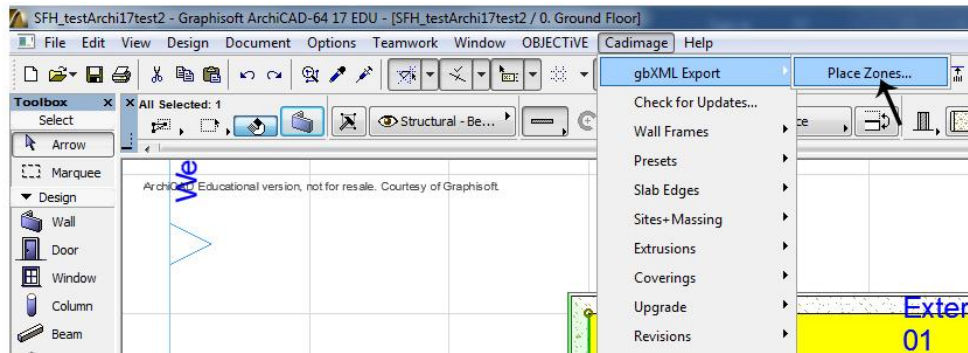 SFH_testArchi17test2 - Graphisoft ArchiCAD-64 17 EDU - [SFH_testArchi17test2 / 0. Ground Floor]
File Edit View Design Document Options Teamwork Window OBJECTiVE Cadimage Help
gbXML Export
Place Zones...
Check for Updates...
Wall Frames
Presets
Slab Edges
Sites+Massing
Extrusions
Coverings
Upgrade
Revisions
Toolbox
Select
Arrow
Marquee
Design
Wall
Door
Window
Column
Beam
All Selected: 1
Structural - Be...
ce
We
ArchiCAD Educational version, not for resale. Courtesy of Graphisoft.
Exter
01